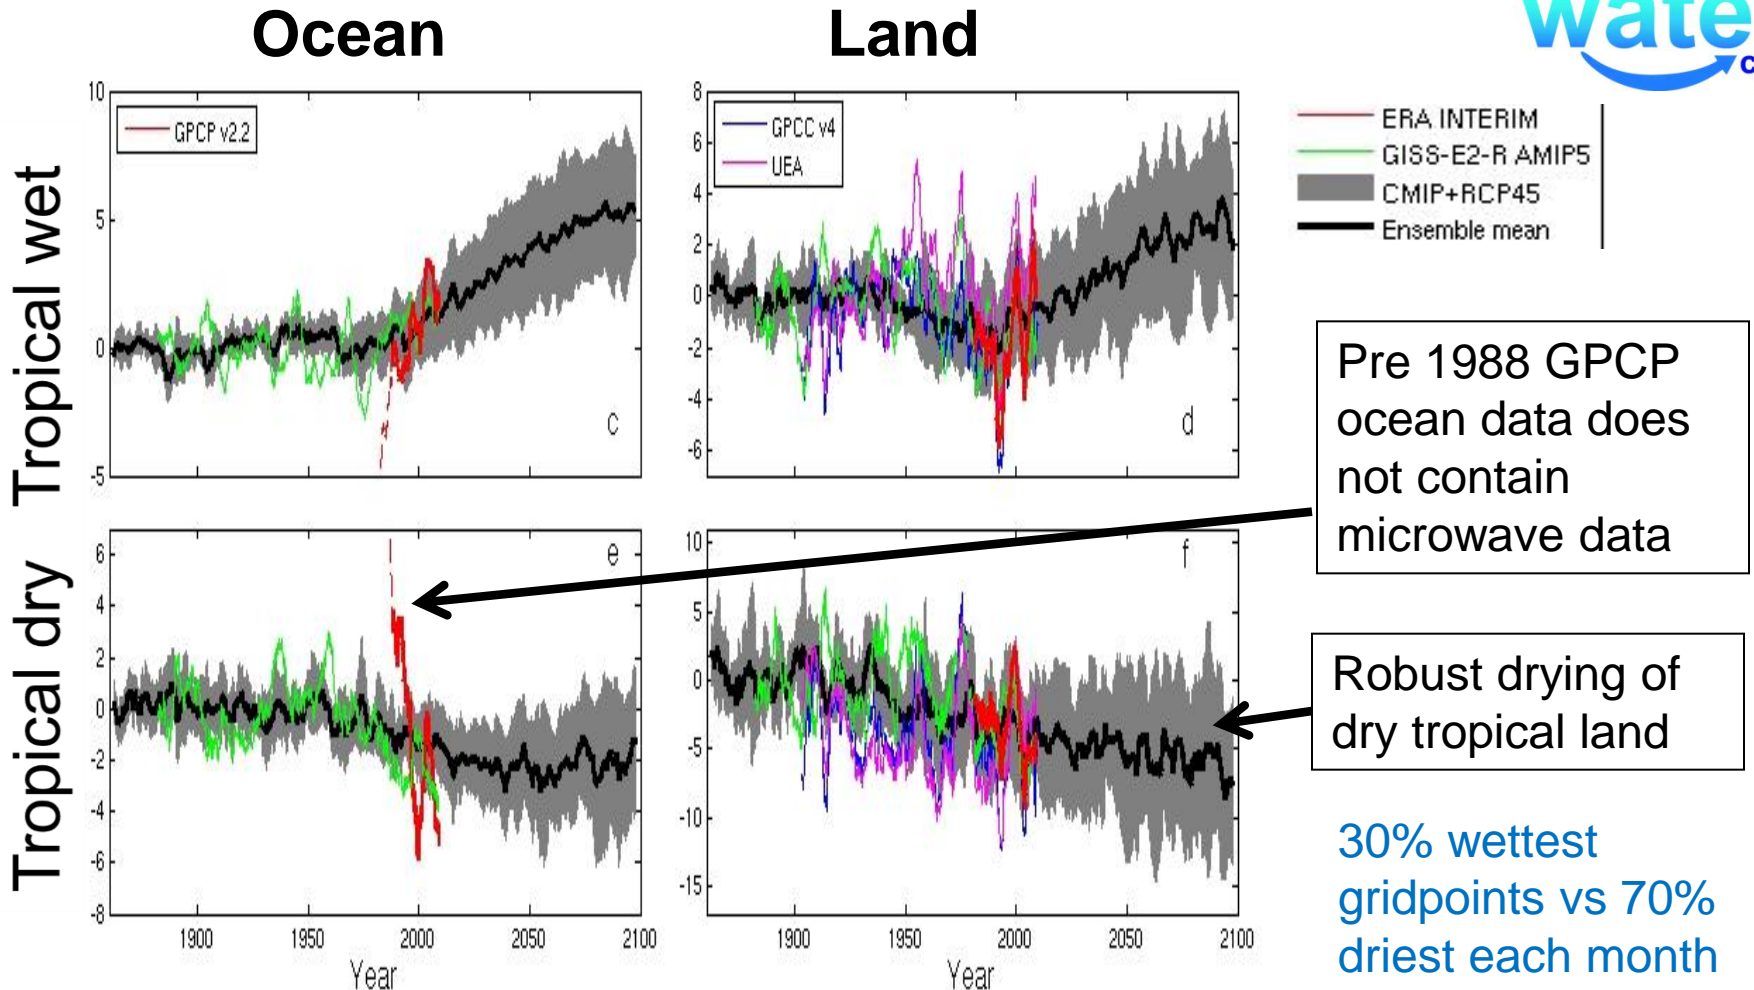 Ocean
Land
wate
c
Tropical wet
10
5
0
-5
GPCP v2.2
c
8
6
4
2
0
-2
-4
-6
GPCC v4
UEA
d
ERA INTERIM
GISS-E2-R AMIP5
CMIP+RCP45
Ensemble mean
Pre 1988 GPCP
ocean data does
not contain
microwave data
Tropical dry
6
4
2
0
-2
-4
-6
-8
e
1900 1950 2000 2050 2100
Year
10
5
0
-5
-10
-15
f
1900 1950 2000 2050 2100
Year
Robust drying of
dry tropical land
30% wettest
gridpoints vs 70%
driest each month